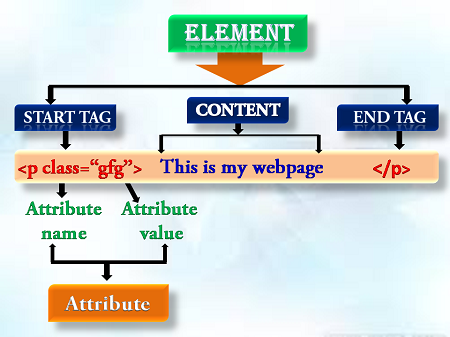 ELEMENT
START TAG
CONTENT
END TAG
<p class=“gfg”> This is my webpage </p>
Attribute name
Attribute value
Attribute